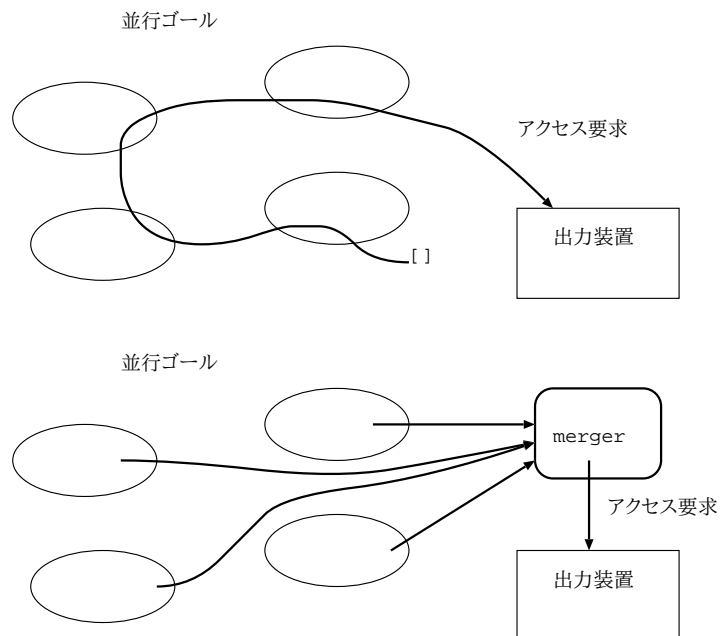 並行ゴール
アクセス要求
出力装置
[]
並行ゴール
merger
アクセス要求
出力装置